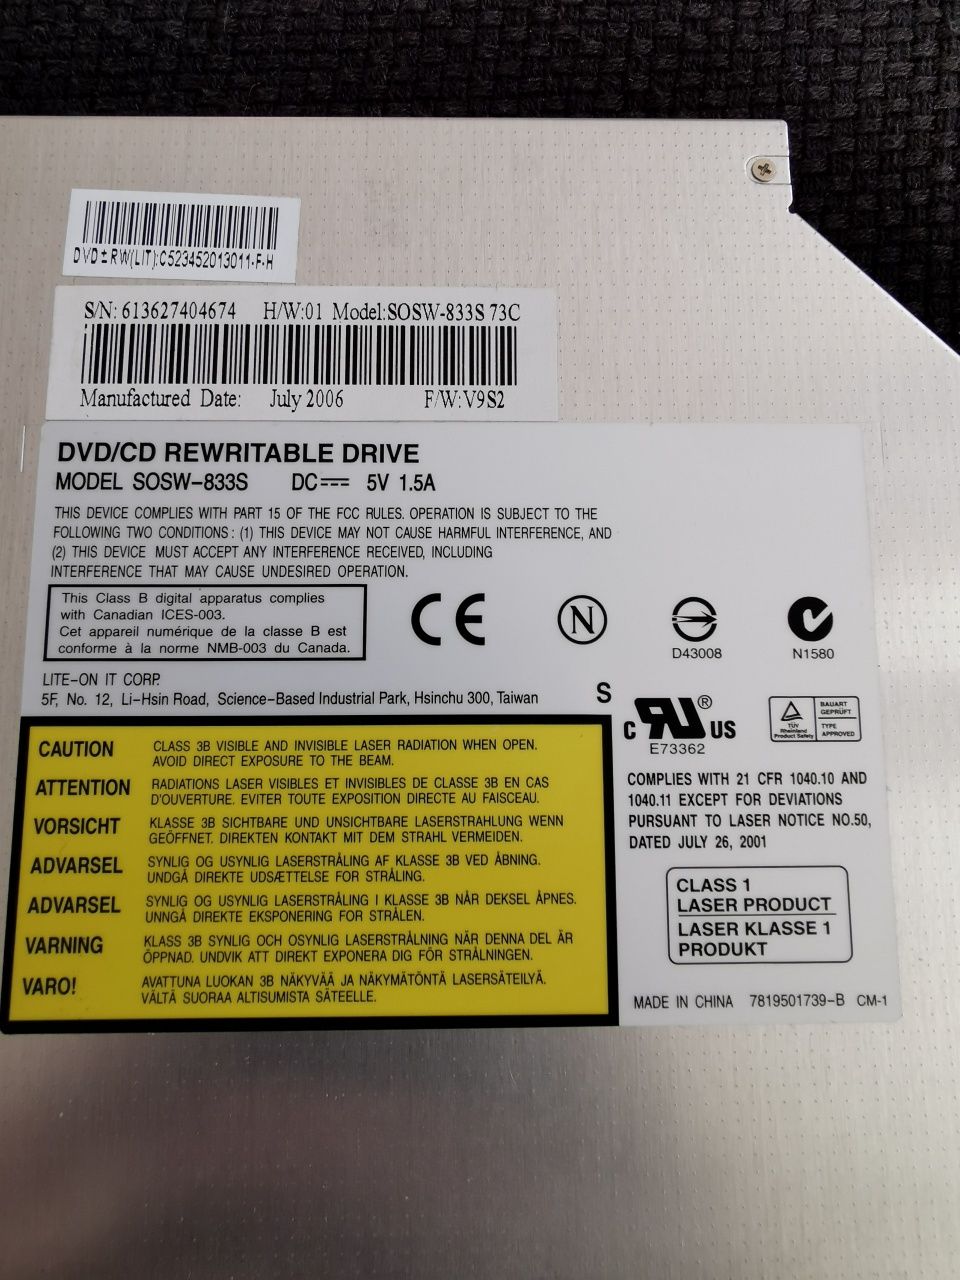 DVD±RW(LIT):C523452013011-F-H
S/N: 613627404674 H/W:01 Model:SOSW-833S 73C
Manufactured Date: July 2006 F/W:V9S2
DVD/CD REWRITABLE DRIVE
MODEL SOSW-833S DC 5V 1.5A
THIS DEVICE COMPLIES WITH PART 15 OF THE FCC RULES. OPERATION IS SUBJECT TO THE
FOLLOWING TWO CONDITIONS : (1) THIS DEVICE MAY NOT CAUSE HARMFUL INTERFERENCE, AND
(2) THIS DEVICE MUST ACCEPT ANY INTERFERENCE RECEIVED, INCLUDING
INTERFERENCE THAT MAY CAUSE UNDESIRED OPERATION.
This Class B digital apparatus complies
with Canadian ICES-003.
Cet appareil numérique de la classe B est
conforme à la norme NMB-003 du Canada.
CE
N
D43008
N1580
LITE-ON IT CORP.
5F, No. 12, Li-Hsin Road, Science-Based Industrial Park, Hsinchu 300, Taiwan
S
c RU ® US
E73362
TÜV
Rheinland
Product Safety
BAUART
GEPRÜFT
TYPE
APPROVED
CAUTION CLASS 3B VISIBLE AND INVISIBLE LASER RADIATION WHEN OPEN.
AVOID DIRECT EXPOSURE TO THE BEAM.
ATTENTION RADIATIONS LASER VISIBLES ET INVISIBLES DE CLASSE 3B EN CAS
D'OUVERTURE. EVITER TOUTE EXPOSITION DIRECTE AU FAISCEAU.
VORSICHT KLASSE 3B SICHTBARE UND UNSICHTBARE LASERSTRAHLUNG WENN
GEÖFFNET. DIREKTEN KONTAKT MIT DEM STRAHL VERMEIDEN.
ADVARSEL SYNLIG OG USYNLIG LASERSTRÅLING AF KLASSE 3B VED ÅBNING.
UNDGÅ DIREKTE UDSÆTTELSE FOR STRÅLING.
ADVARSEL SYNLIG OG USYNLIG LASERSTRÅLING I KLASSE 3B NÅR DEKSEL ÅPNES.
UNNGÅ DIREKTE EKSPONERING FOR STRÅLEN.
VARNING KLASS 3B SYNLIG OCH OSYNLIG LASERSTRÅLNING NÄR DENNA DEL ÄR
ÖPPNAD. UNDVIK ATT DIREKT EXPONERA DIG FÖR STRÅLNINGEN.
VARO! AVATTUNA LUOKAN 3B NÄKYVÄÄ JA NÄKYMÄTÖNTÄ LASERSÄTEILYÄ.
VÄLTÄ SUORAA ALTISUMISTA SÄTEELLE.
COMPLIES WITH 21 CFR 1040.10 AND
1040.11 EXCEPT FOR DEVIATIONS
PURSUANT TO LASER NOTICE NO.50,
DATED JULY 26, 2001
CLASS 1
LASER PRODUCT
LASER KLASSE 1
PRODUKT
MADE IN CHINA 7819501739-B CM-1